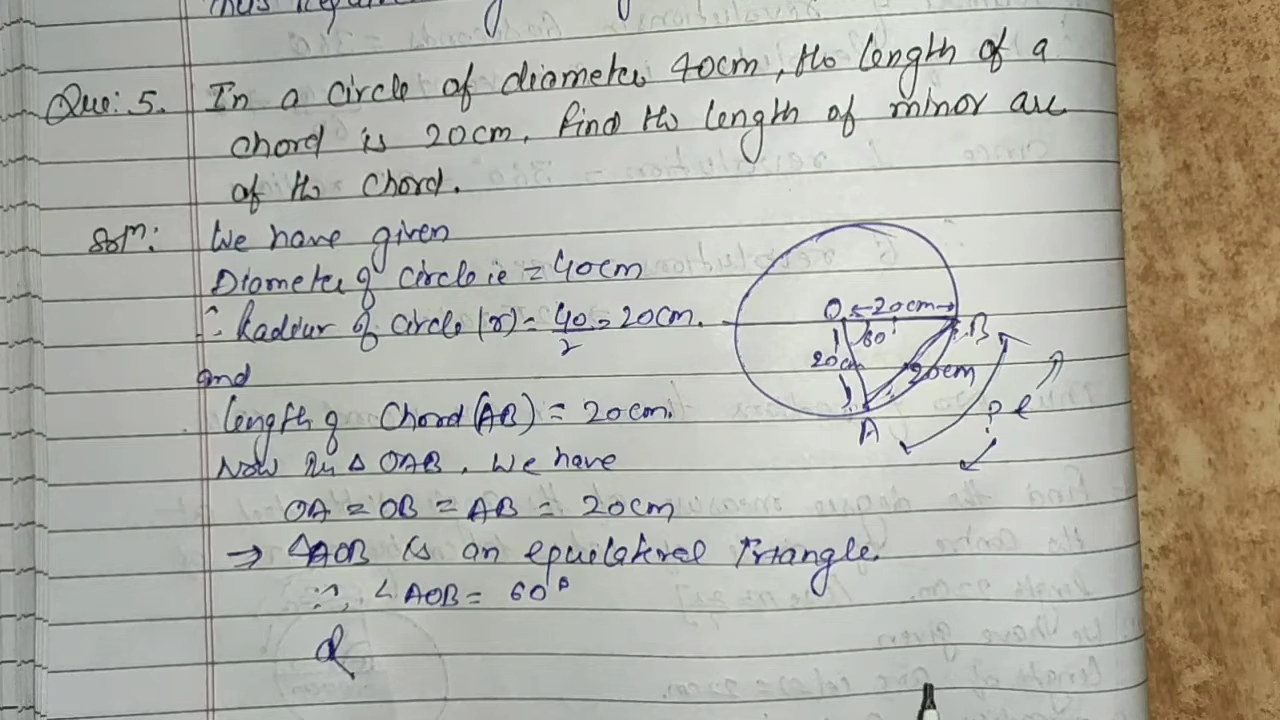 Que: 5. In a circle of diameter 40cm, the length of a
chord is 20cm, find the length of minor arc
of the chord.
Solⁿ: We have given
Diameter of circle ie = 40cm
∴ Radius of circle (r) = 40/2 = 20cm.
and
length of Chord (AB) = 20cm.
Now in Δ OAB, We have
OA = OB = AB = 20cm
⇒ ΔAOB is an equilateral Triangle.
∴ ∠AOB = 60°
O ←20cm→
B
60°
20cm
20cm
A
? l